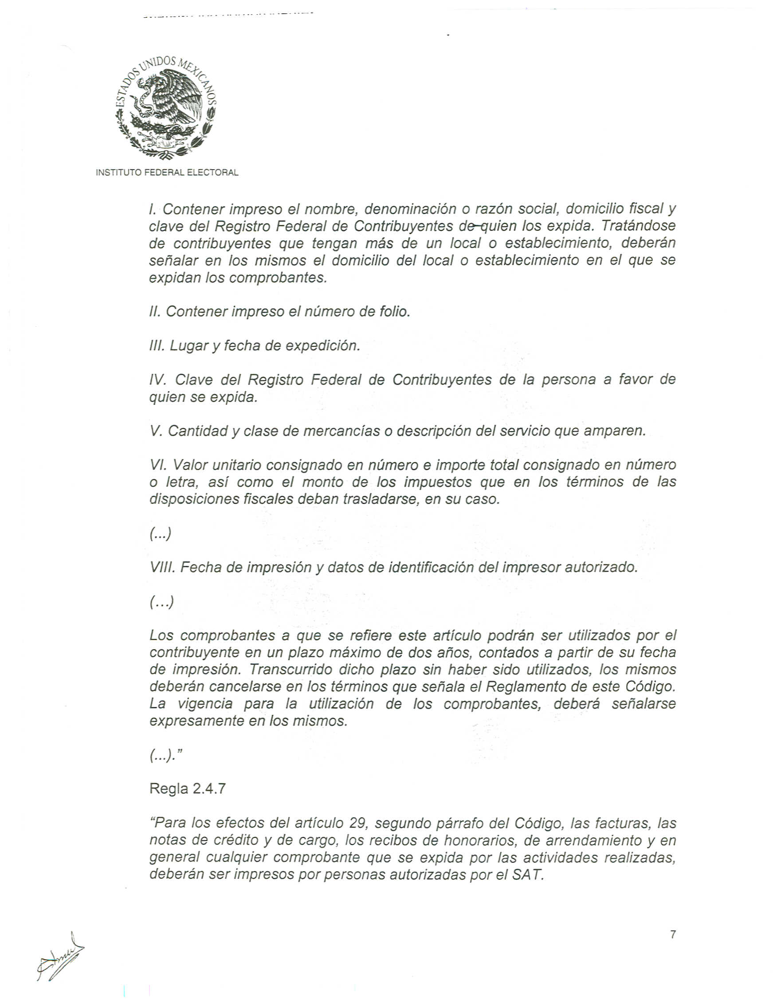 ESTADOS UNIDOS MEXICANOS
INSTITUTO FEDERAL ELECTORAL
I. Contener impreso el nombre, denominación o razón social, domicilio fiscal y
clave del Registro Federal de Contribuyentes de quien los expida. Tratándose
de contribuyentes que tengan más de un local o establecimiento, deberán
señalar en los mismos el domicilio del local o establecimiento en el que se
expidan los comprobantes.
II. Contener impreso el número de folio.
III. Lugar y fecha de expedición.
IV. Clave del Registro Federal de Contribuyentes de la persona a favor de
quien se expida.
V. Cantidad y clase de mercancías o descripción del servicio que amparen.
VI. Valor unitario consignado en número e importe total consignado en número
o letra, así como el monto de los impuestos que en los términos de las
disposiciones fiscales deban trasladarse, en su caso.
(...)
VIII. Fecha de impresión y datos de identificación del impresor autorizado.
(...)
Los comprobantes a que se refiere este artículo podrán ser utilizados por el
contribuyente en un plazo máximo de dos años, contados a partir de su fecha
de impresión. Transcurrido dicho plazo sin haber sido utilizados, los mismos
deberán cancelarse en los términos que señala el Reglamento de este Código.
La vigencia para la utilización de los comprobantes, deberá señalarse
expresamente en los mismos.
(...)."
Regla 2.4.7
“Para los efectos del artículo 29, segundo párrafo del Código, las facturas, las
notas de crédito y de cargo, los recibos de honorarios, de arrendamiento y en
general cualquier comprobante que se expida por las actividades realizadas,
deberán ser impresos por personas autorizadas por el SAT.
7